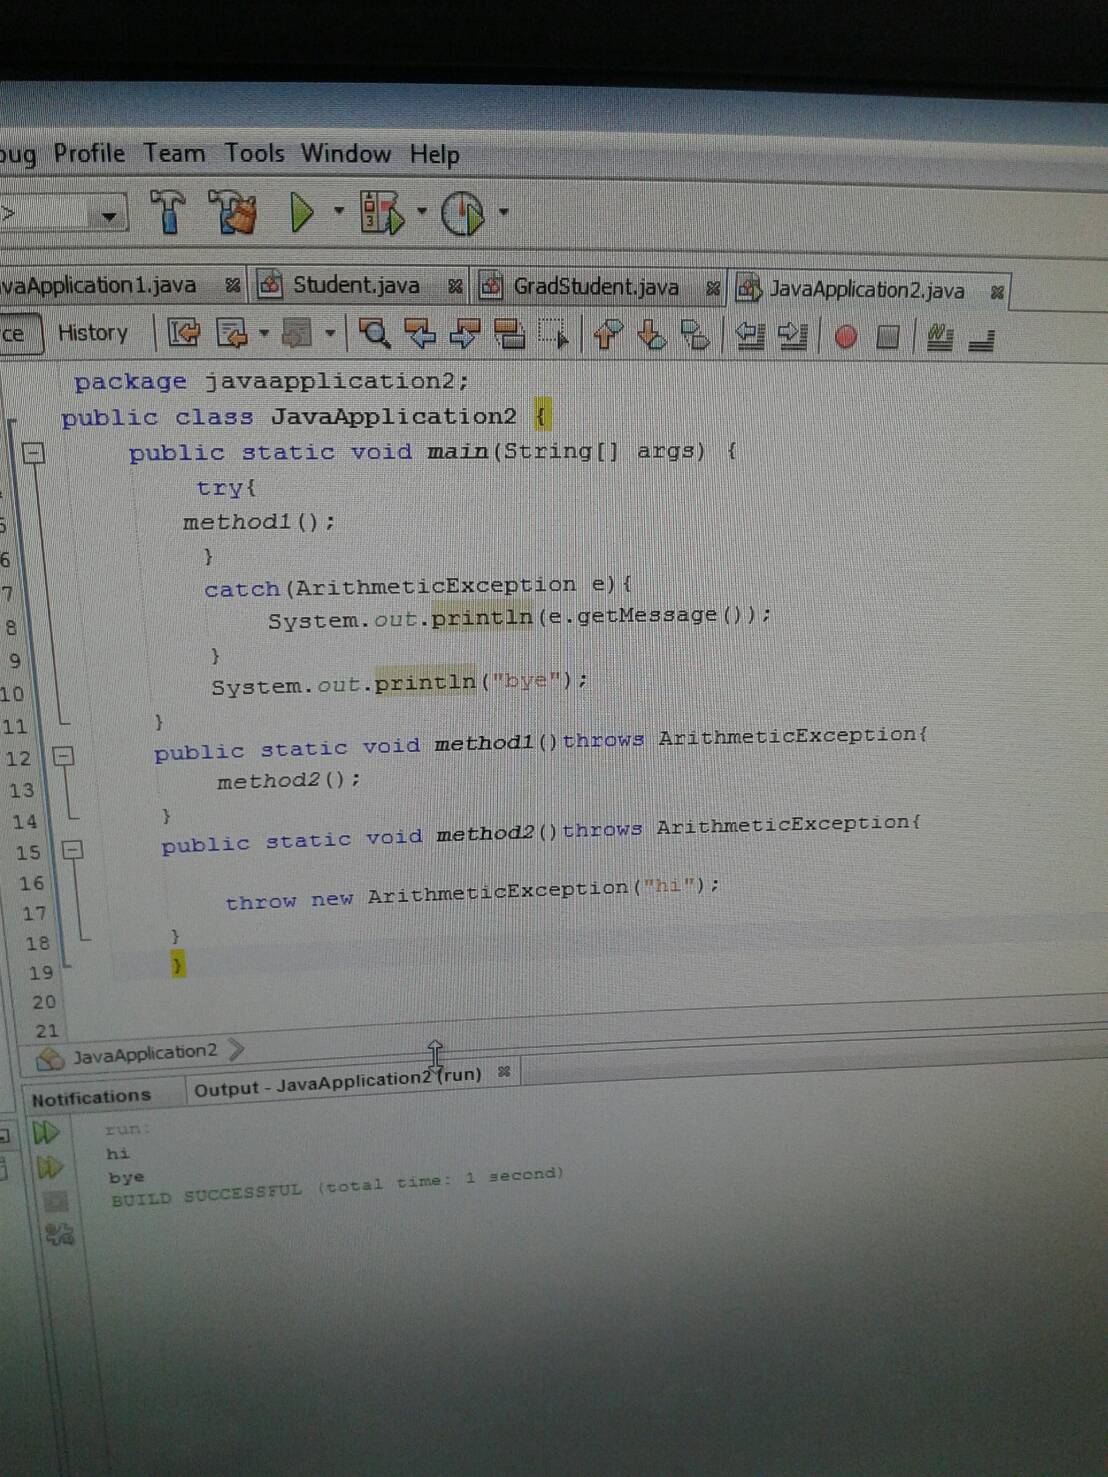 Profile Team Tools Window Help
Student.java GradStudent.java JavaApplication2.java
History
package javaapplication2;
public class JavaApplication2 {
public static void main(String[] args) {
try{
method1();
6 }
7 catch(ArithmeticException e){
8 System.out.println(e.getMessage());
9 }
10 System.out.println("bye");
11 }
12 public static void method1()throws ArithmeticException{
13 method2();
14 }
15 public static void method2()throws ArithmeticException{
16
17 throw new ArithmeticException("hi");
18 }
19 }
20
21
JavaApplication2
Notifications Output - JavaApplication2 (run)
run:
hi
bye
BUILD SUCCESSFUL (total time: 1 second)